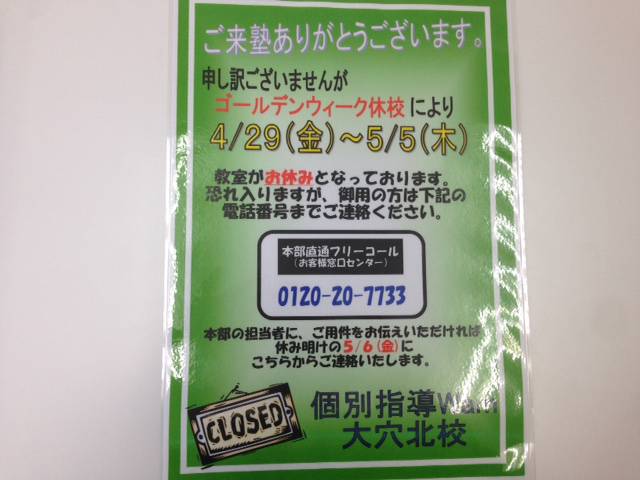 ご来塾ありがとうございます。
申し訳ございませんが
ゴールデンウィーク休校により
4/29(金)～5/5(木)
教室がお休みとなっております。
恐れ入りますが、御用の方は下記の
電話番号までご連絡ください。
本部直通フリーコール
(お客様窓口センター)
0120-20-7733
本部の担当者に、ご用件をお伝えいただければ
休み明けの5/6(金)に
こちらからご連絡いたします。
CLOSED
個別指導Wam
大穴北校